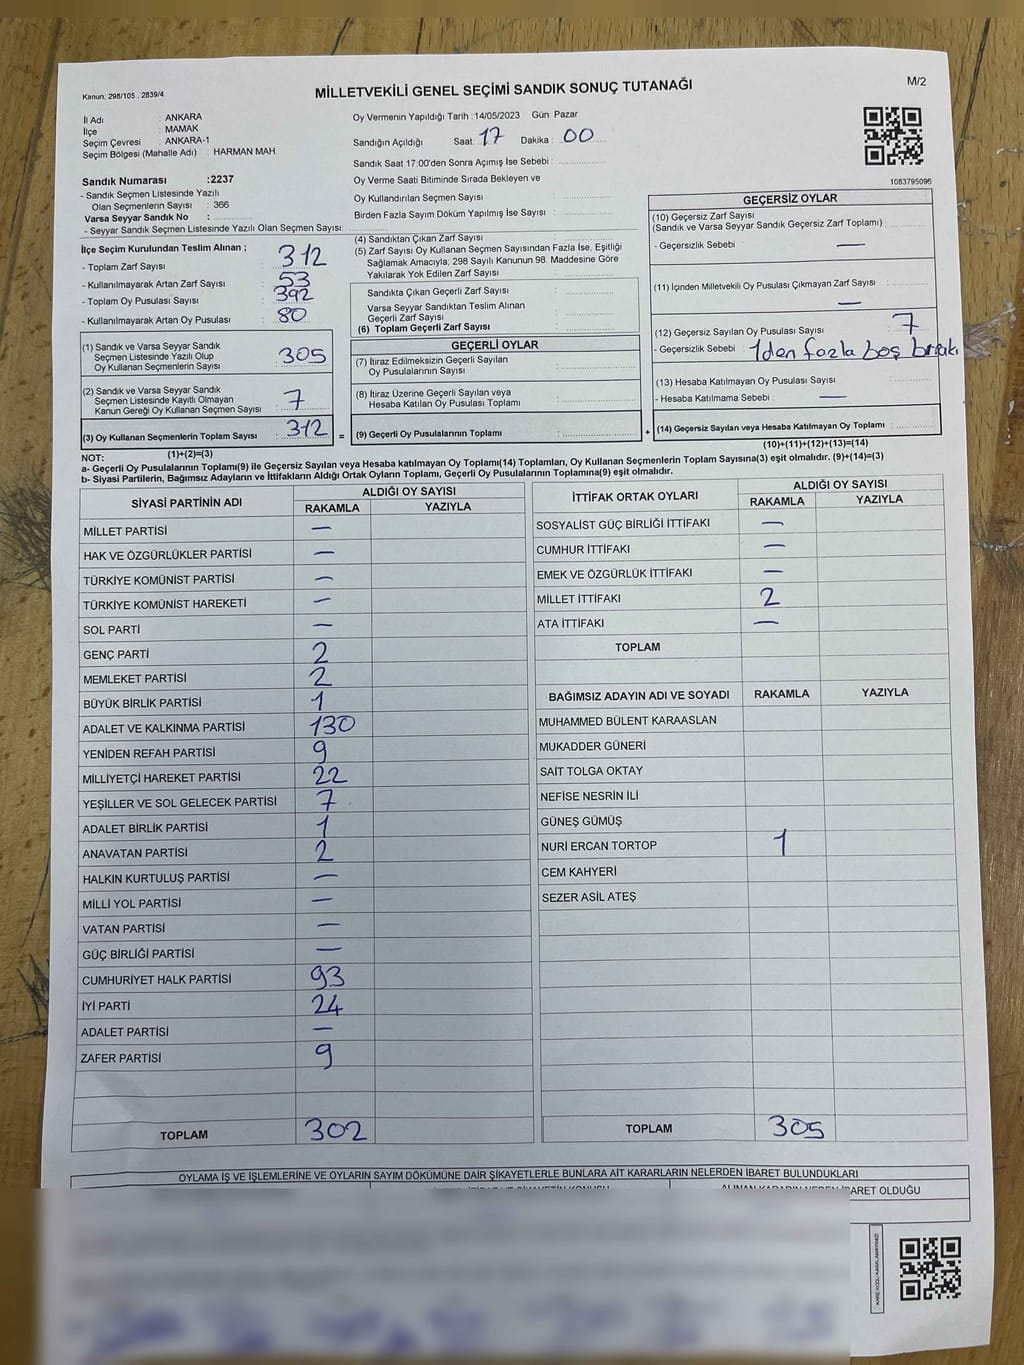 Kanun. 298/105 , 2839/4
MİLLETVEKİLİ GENEL SEÇİMİ SANDIK SONUÇ TUTANAĞI
M/2
İl Adı : ANKARA
İlçe : MAMAK
Seçim Çevresi : ANKARA-1
Seçim Bölgesi (Mahalle Adı) : HARMAN MAH.
Oy Vermenin Yapıldığı Tarih :14/05/2023 Gün: Pazar
Sandığın Açıldığı Saat: 17 Dakika : 00
Sandık Saat 17:00'den Sonra Açımış İse Sebebi :
Sandık Numarası :2237
- Sandık Seçmen Listesinde Yazılı
Olan Seçmenlerin Sayısı : 366
Varsa Seyyar Sandık No :
- Seyyar Sandık Seçmen Listesinde Yazılı Olan Seçmen Sayısı:
Oy Verme Saati Bitiminde Sırada Bekleyen ve
Oy Kullandırılan Seçmen Sayısı :
Birden Fazla Sayım Döküm Yapılmış İse Sayısı :
1083795096
İlçe Seçim Kurulundan Teslim Alınan ;
- Toplam Zarf Sayısı : 312
- Kullanılmayarak Artan Zarf Sayısı : 53
- Toplam Oy Pusulası Sayısı : 392
- Kullanılmayarak Artan Oy Pusulası : 80
(1) Sandık ve Varsa Seyyar Sandık
Seçmen Listesinde Yazılı Olup
Oy Kullanan Seçmenlerin Sayısı : 305
(2) Sandık ve Varsa Seyyar Sandık
Seçmen Listesinde Kayıtlı Olmayan
Kanun Gereği Oy Kullanan Seçmen Sayısı : 7
(3) Oy Kullanan Seçmenlerin Toplam Sayısı : 312 =
(4) Sandıktan Çıkan Zarf Sayısı :
(5) Zarf Sayısı Oy Kullanan Seçmen Sayısından Fazla İse, Eşitliği
Sağlamak Amacıyla; 298 Sayılı Kanunun 98. Maddesine Göre
Yakılarak Yok Edilen Zarf Sayısı :
Sandıkta Çıkan Geçerli Zarf Sayısı :
Varsa Seyyar Sandıktan Teslim Alınan
Geçerli Zarf Sayısı :
(6) Toplam Geçerli Zarf Sayısı :
GEÇERLİ OYLAR
(7) İtiraz Edilmeksizin Geçerli Sayılan
Oy Pusulalarının Sayısı :
(8) İtiraz Üzerine Geçerli Sayılan veya
Hesaba Katılan Oy Pusulası Toplamı :
(9) Geçerli Oy Pusulalarının Toplamı : +
GEÇERSİZ OYLAR
(10) Geçersiz Zarf Sayısı
(Sandık ve Varsa Seyyar Sandık Geçersiz Zarf Toplamı) :
- Geçersizlik Sebebi : —
(11) İçinden Milletvekili Oy Pusulası Çıkmayan Zarf Sayısı :
—
(12) Geçersiz Sayılan Oy Pusulası Sayısı : 7
- Geçersizlik Sebebi : 1den fazla boş
(13) Hesaba Katılmayan Oy Pusulası Sayısı :
- Hesaba Katılmama Sebebi : —
(14) Geçersiz Sayılan veya Hesaba Katılmayan Oy Toplamı :
NOT: (1)+(2)=(3)
(10)+(11)+(12)+(13)=(14)
a- Geçerli Oy Pusulalarının Toplamı(9) ile Geçersiz Sayılan veya Hesaba katılmayan Oy Toplamı(14) Toplamları, Oy Kullanan Seçmenlerin Toplam Sayısına(3) eşit olmalıdır. (9)+(14)=(3)
b- Siyasi Partilerin, Bağımsız Adayların ve İttifakların Aldığı Ortak Oyların Toplamı, Geçerli Oy Pusulalarının Toplamına(9) eşit olmalıdır.
SİYASİ PARTİNİN ADI ALDIĞI OY SAYISI
RAKAMLA YAZIYLA
MİLLET PARTİSİ —
HAK VE ÖZGÜRLÜKLER PARTİSİ —
TÜRKİYE KOMÜNİST PARTİSİ —
TÜRKİYE KOMÜNİST HAREKETİ —
SOL PARTİ —
GENÇ PARTİ 2
MEMLEKET PARTİSİ 2
BÜYÜK BİRLİK PARTİSİ 1
ADALET VE KALKINMA PARTİSİ 130
YENİDEN REFAH PARTİSİ 9
MİLLİYETÇİ HAREKET PARTİSİ 22
YEŞİLLER VE SOL GELECEK PARTİSİ 7
ADALET BİRLİK PARTİSİ 1
ANAVATAN PARTİSİ 2
HALKIN KURTULUŞ PARTİSİ —
MİLLİ YOL PARTİSİ —
VATAN PARTİSİ —
GÜÇ BİRLİĞİ PARTİSİ —
CUMHURİYET HALK PARTİSİ 93
İYİ PARTİ 24
ADALET PARTİSİ —
ZAFER PARTİSİ 9
TOPLAM 302
İTTİFAK ORTAK OYLARI ALDIĞI OY SAYISI
RAKAMLA YAZIYLA
SOSYALİST GÜÇ BİRLİĞİ İTTİFAKI —
CUMHUR İTTİFAKI —
EMEK VE ÖZGÜRLÜK İTTİFAKI —
MİLLET İTTİFAKI 2
ATA İTTİFAKI —
TOPLAM
BAĞIMSIZ ADAYIN ADI VE SOYADI RAKAMLA YAZIYLA
MUHAMMED BÜLENT KARAASLAN
MUKADDER GÜNERİ
SAİT TOLGA OKTAY
NEFİSE NESRİN İLİ
GÜNEŞ GÜMÜŞ
NURİ ERCAN TORTOP 1
CEM KAHYERİ
SEZER ASİL ATEŞ
TOPLAM 305
OYLAMA İŞ VE İŞLEMLERİNE VE OYLARIN SAYIM DÖKÜMÜNE DAİR ŞİKAYETLERLE BUNLARA AİT KARARLARIN NELERDEN İBARET BULUNDUKLARI
İBARET OLDUĞU